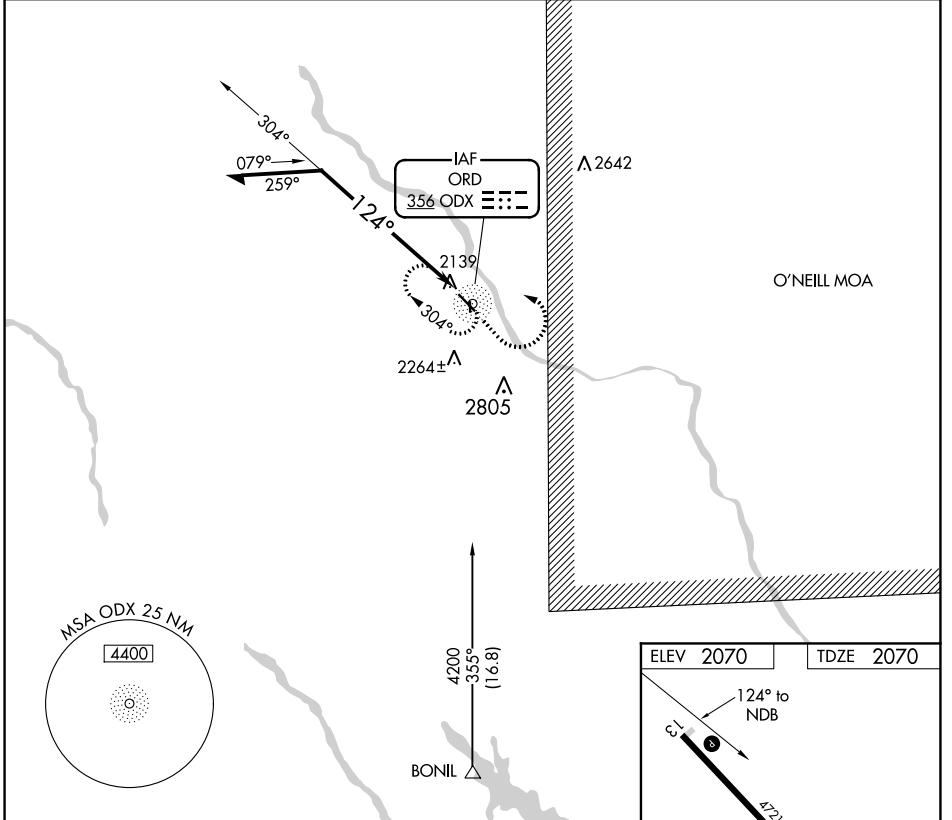 304°
079°
259°
124°
IAF
ORD
356 ODX
2642
2139
O'NEILL MOA
304°
2264±
2805
MSA ODX 25 NM
4400
4200
355°
(16.8)
BONIL
ELEV 2070
TDZE 2070
124° to
NDB
13
P